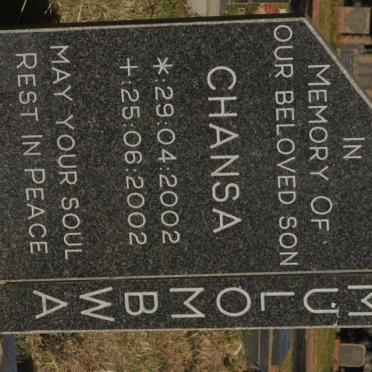 IN
MEMORY OF
OUR BELOVED SON
CHANSA
*:29:04:2002
+:25:06:2002
MAY YOUR SOUL
REST IN PEACE
MULOMBWA